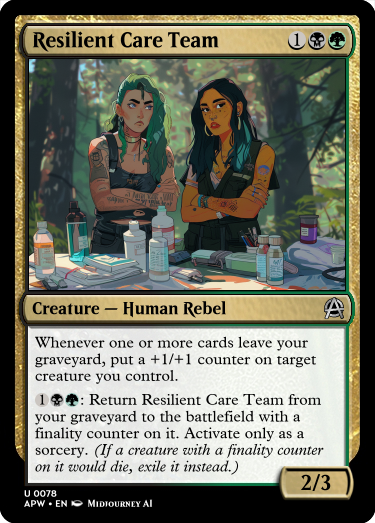 Resilient Care Team 1
Creature — Human Rebel
Whenever one or more cards leave your
graveyard, put a +1/+1 counter on target
creature you control.
1 : Return Resilient Care Team from
your graveyard to the battlefield with a
finality counter on it. Activate only as a
sorcery. (If a creature with a finality counter
on it would die, exile it instead.)
2/3
U 0078
APW • EN Midjourney AI